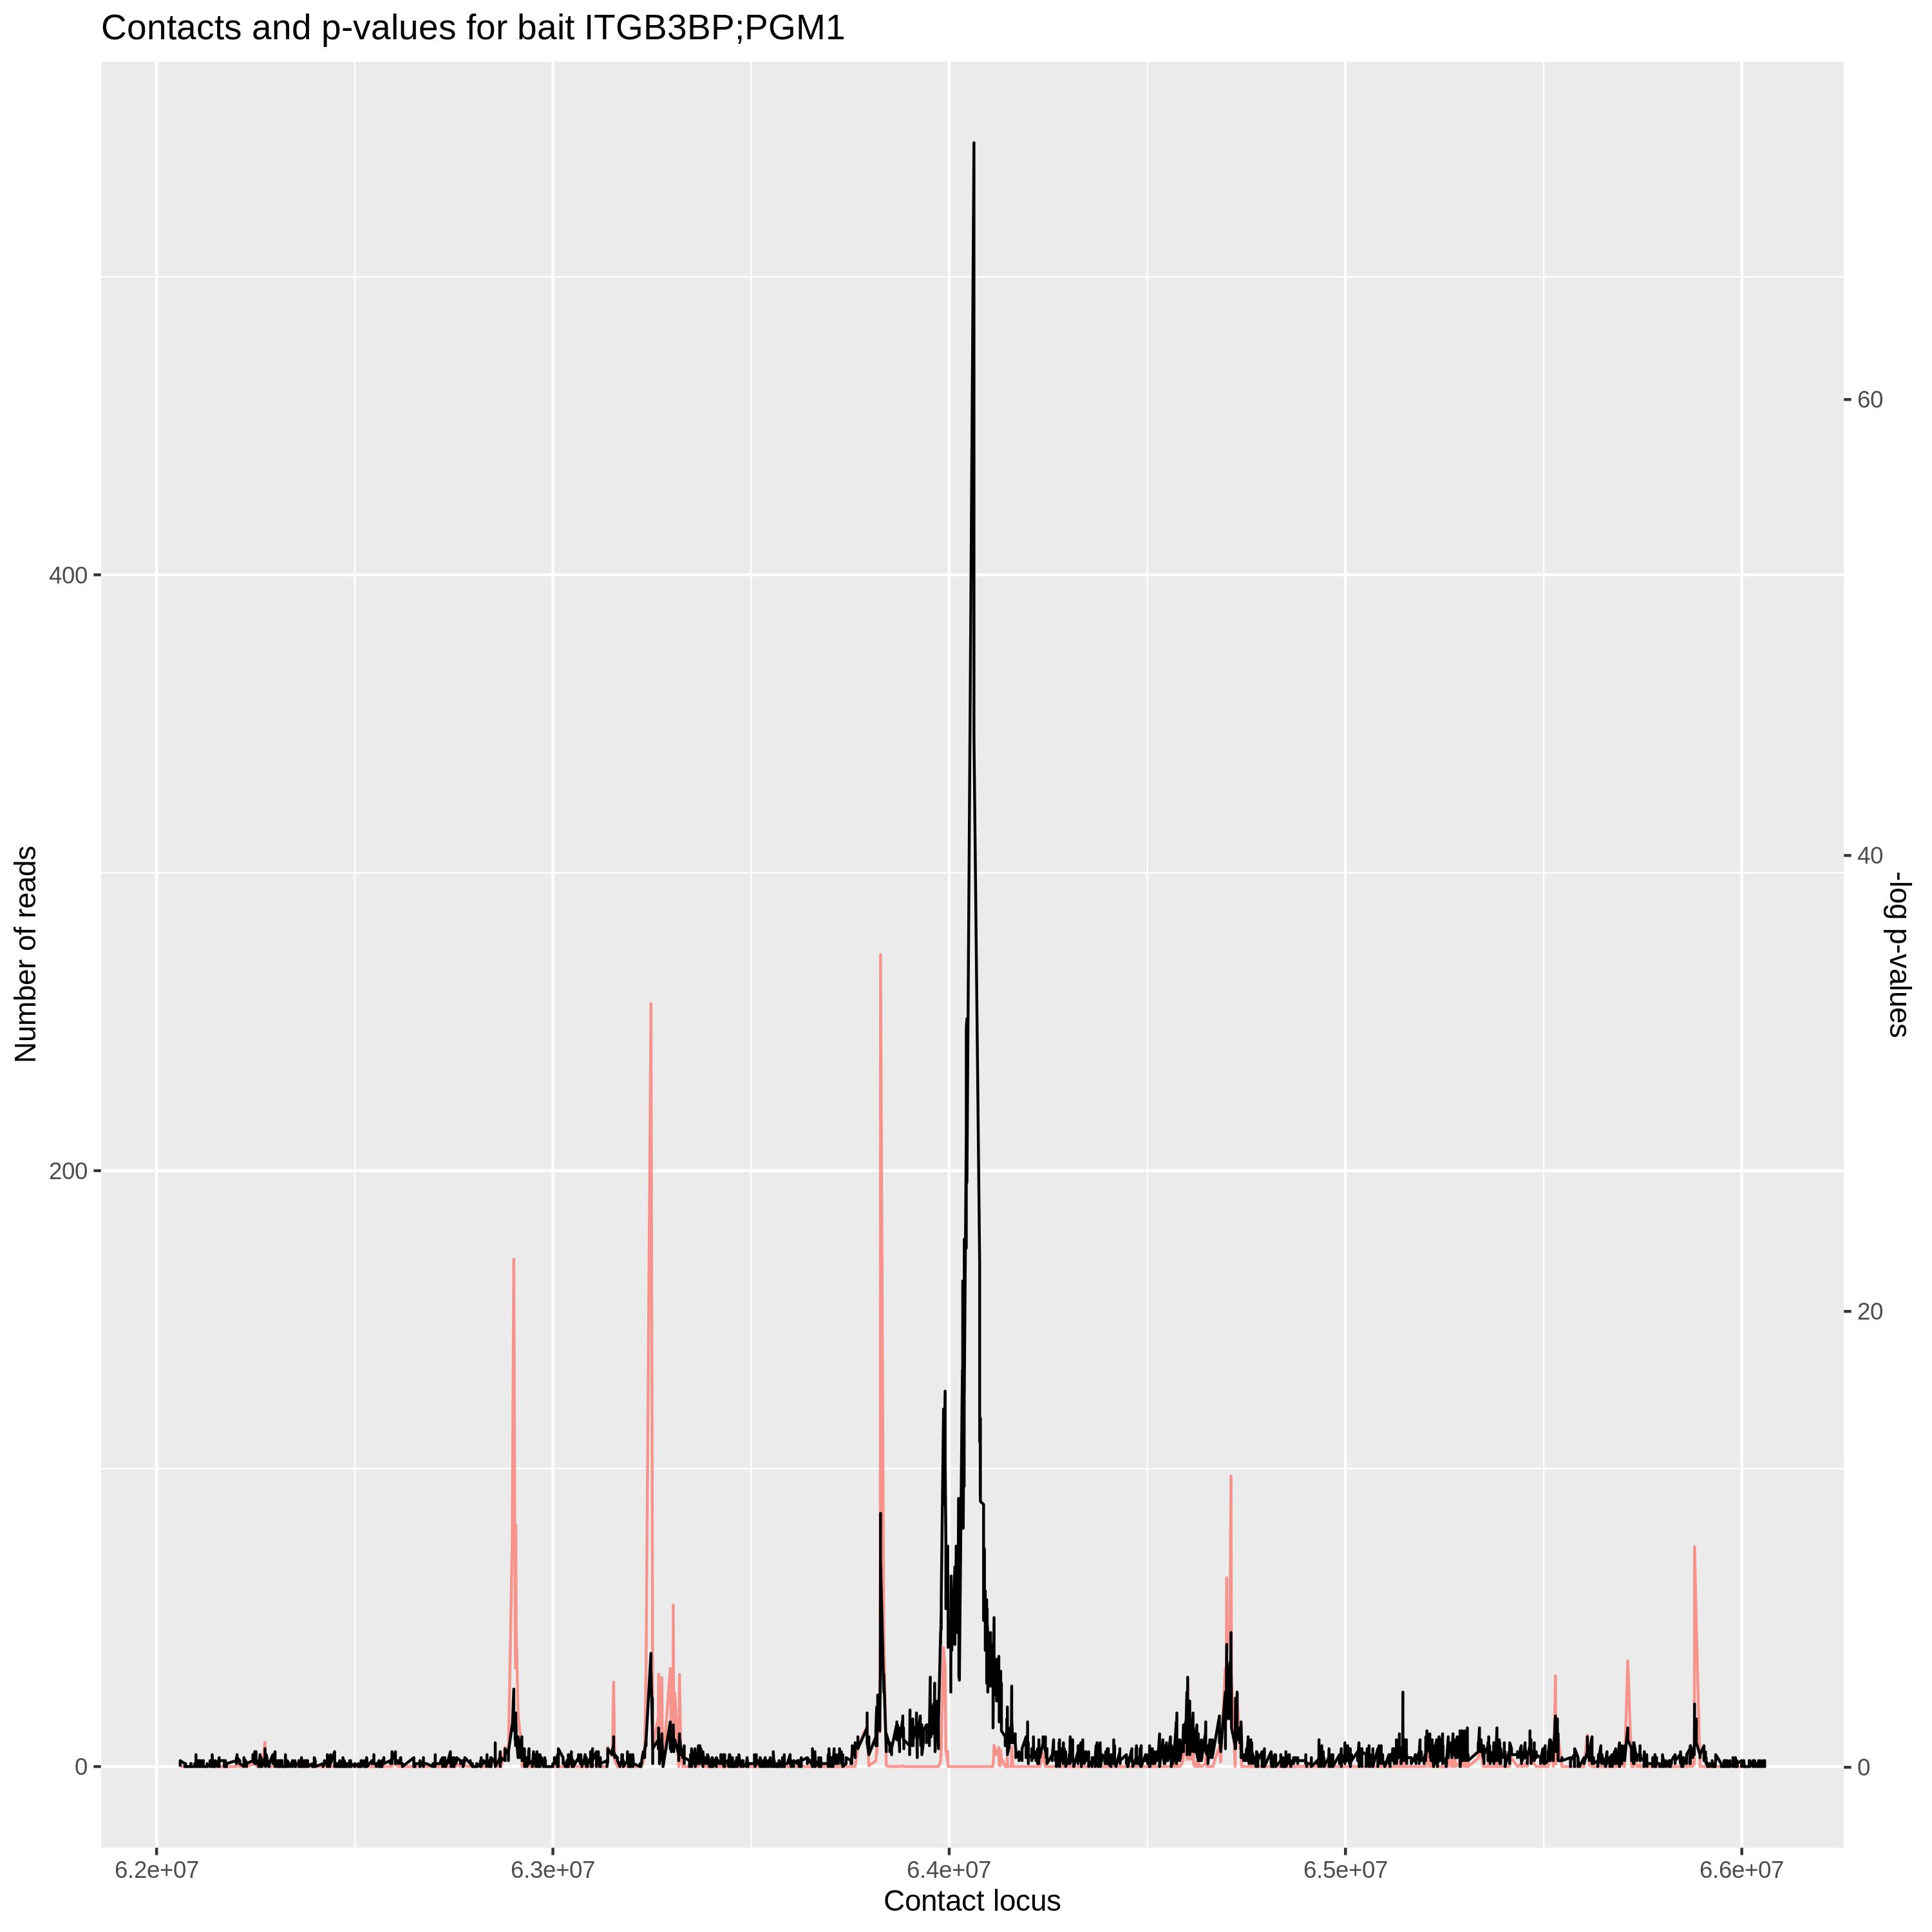 Contacts and p-values for bait ITGB3BP;PGM1
Number of reads
400
200
0
60
40
20
0
-log p-values
6.2e+07
6.3e+07
6.4e+07
6.5e+07
6.6e+07
Contact locus